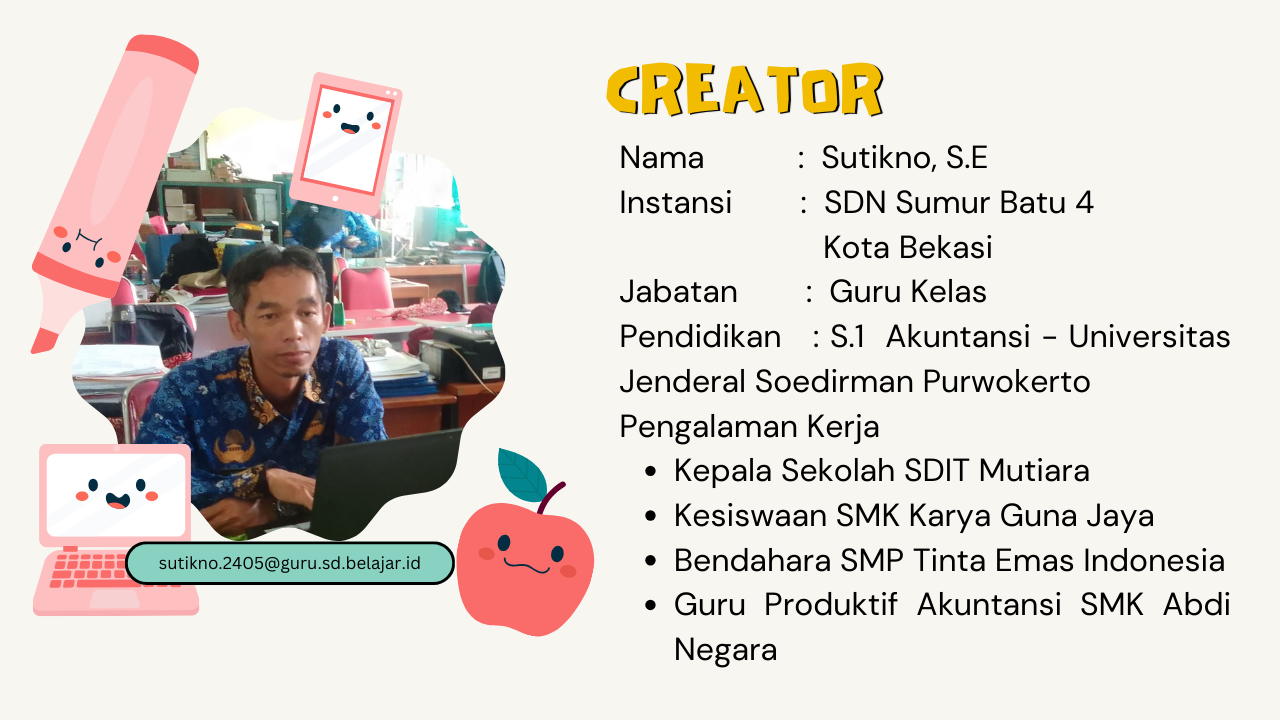 CREATOR
Nama : Sutikno, S.E
Instansi : SDN Sumur Batu 4
Kota Bekasi
Jabatan : Guru Kelas
Pendidikan : S.1 Akuntansi - Universitas
Jenderal Soedirman Purwokerto
Pengalaman Kerja
• Kepala Sekolah SDIT Mutiara
• Kesiswaan SMK Karya Guna Jaya
• Bendahara SMP Tinta Emas Indonesia
• Guru Produktif Akuntansi SMK Abdi
Negara
sutikno.2405@guru.sd.belajar.id